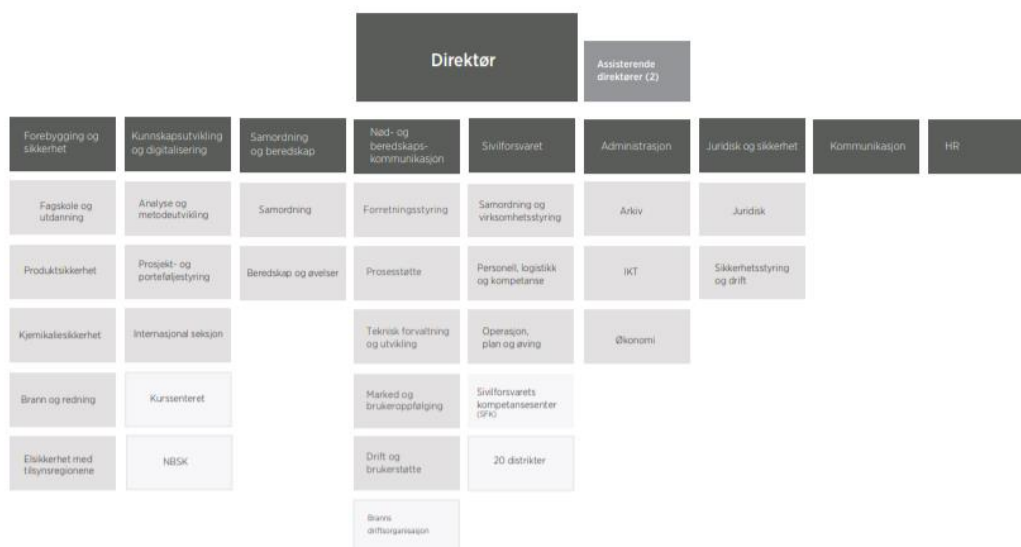 Direktør
Assisterende
direktører (2)
Forebygging og
sikkerhet
Kunnskapsutvikling
og digitalisering
Samordning
og beredskap
Nød- og
beredskaps-
kommunikasjon
Sivilforsvaret
Administrasjon
Juridisk og sikkerhet
Kommunikasjon
HR
Fagskole og
utdanning
Analyse og
metodeutvikling
Samordning
Forretningsstyring
Samordning og
virksomhetsstyring
Arkiv
Juridisk
Produktsikkerhet
Prosjekt- og
porteføljestyring
Beredskap og øvelser
Prosesstøtte
Personell, logistikk
og kompetanse
IKT
Sikkerhetsstyring
og drift
Kjemikaliesikkerhet
Internasjonal seksjon
Teknisk forvaltning
og utvikling
Operasjon,
plan og øving
Økonomi
Brann og redning
Kurssenteret
Marked og
brukeroppfølging
Sivilforsvarets
kompetansesenter
(SFK)
Elsikkerhet med
tilsynsregionene
NBSK
Drift og
brukerstøtte
20 distrikter
Branns
driftsorganisasjon